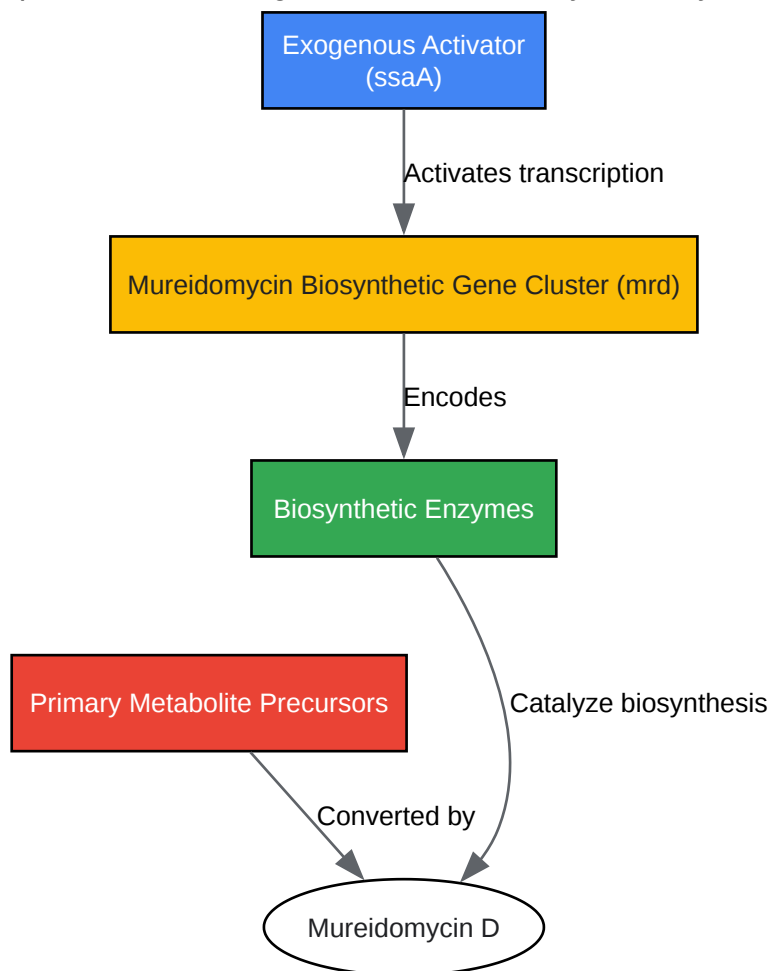 Exogenous Activator
(ssaA)
Activates transcription
Mureidomycin Biosynthetic Gene Cluster (mrd)
Encodes
Biosynthetic Enzymes
Primary Metabolite Precursors
Catalyze biosynthesis
Converted by
Mureidomycin D